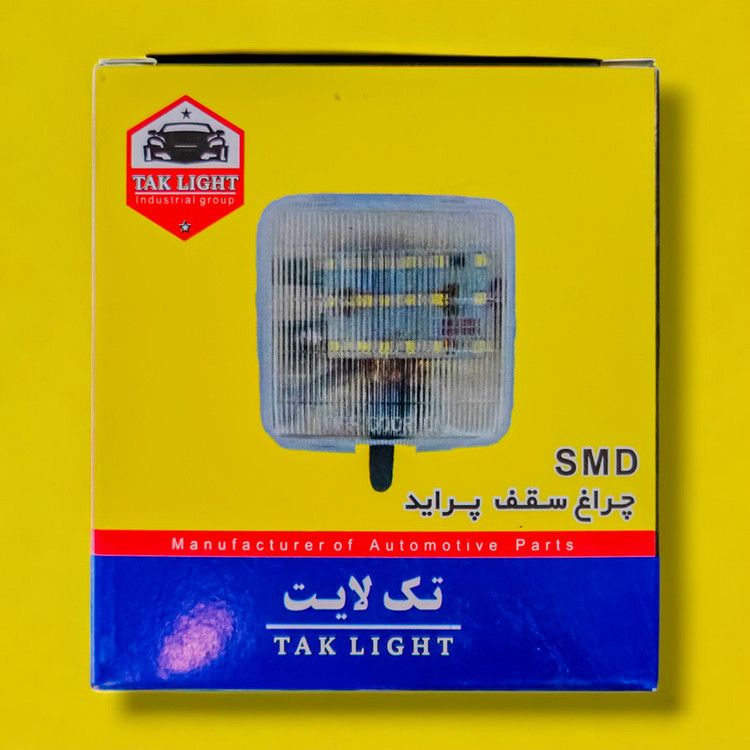 TAK LIGHT
Industrial group
SMD
چراغ سقف پراید
Manufacturer of Automotive Parts
تک لایت
TAK LIGHT